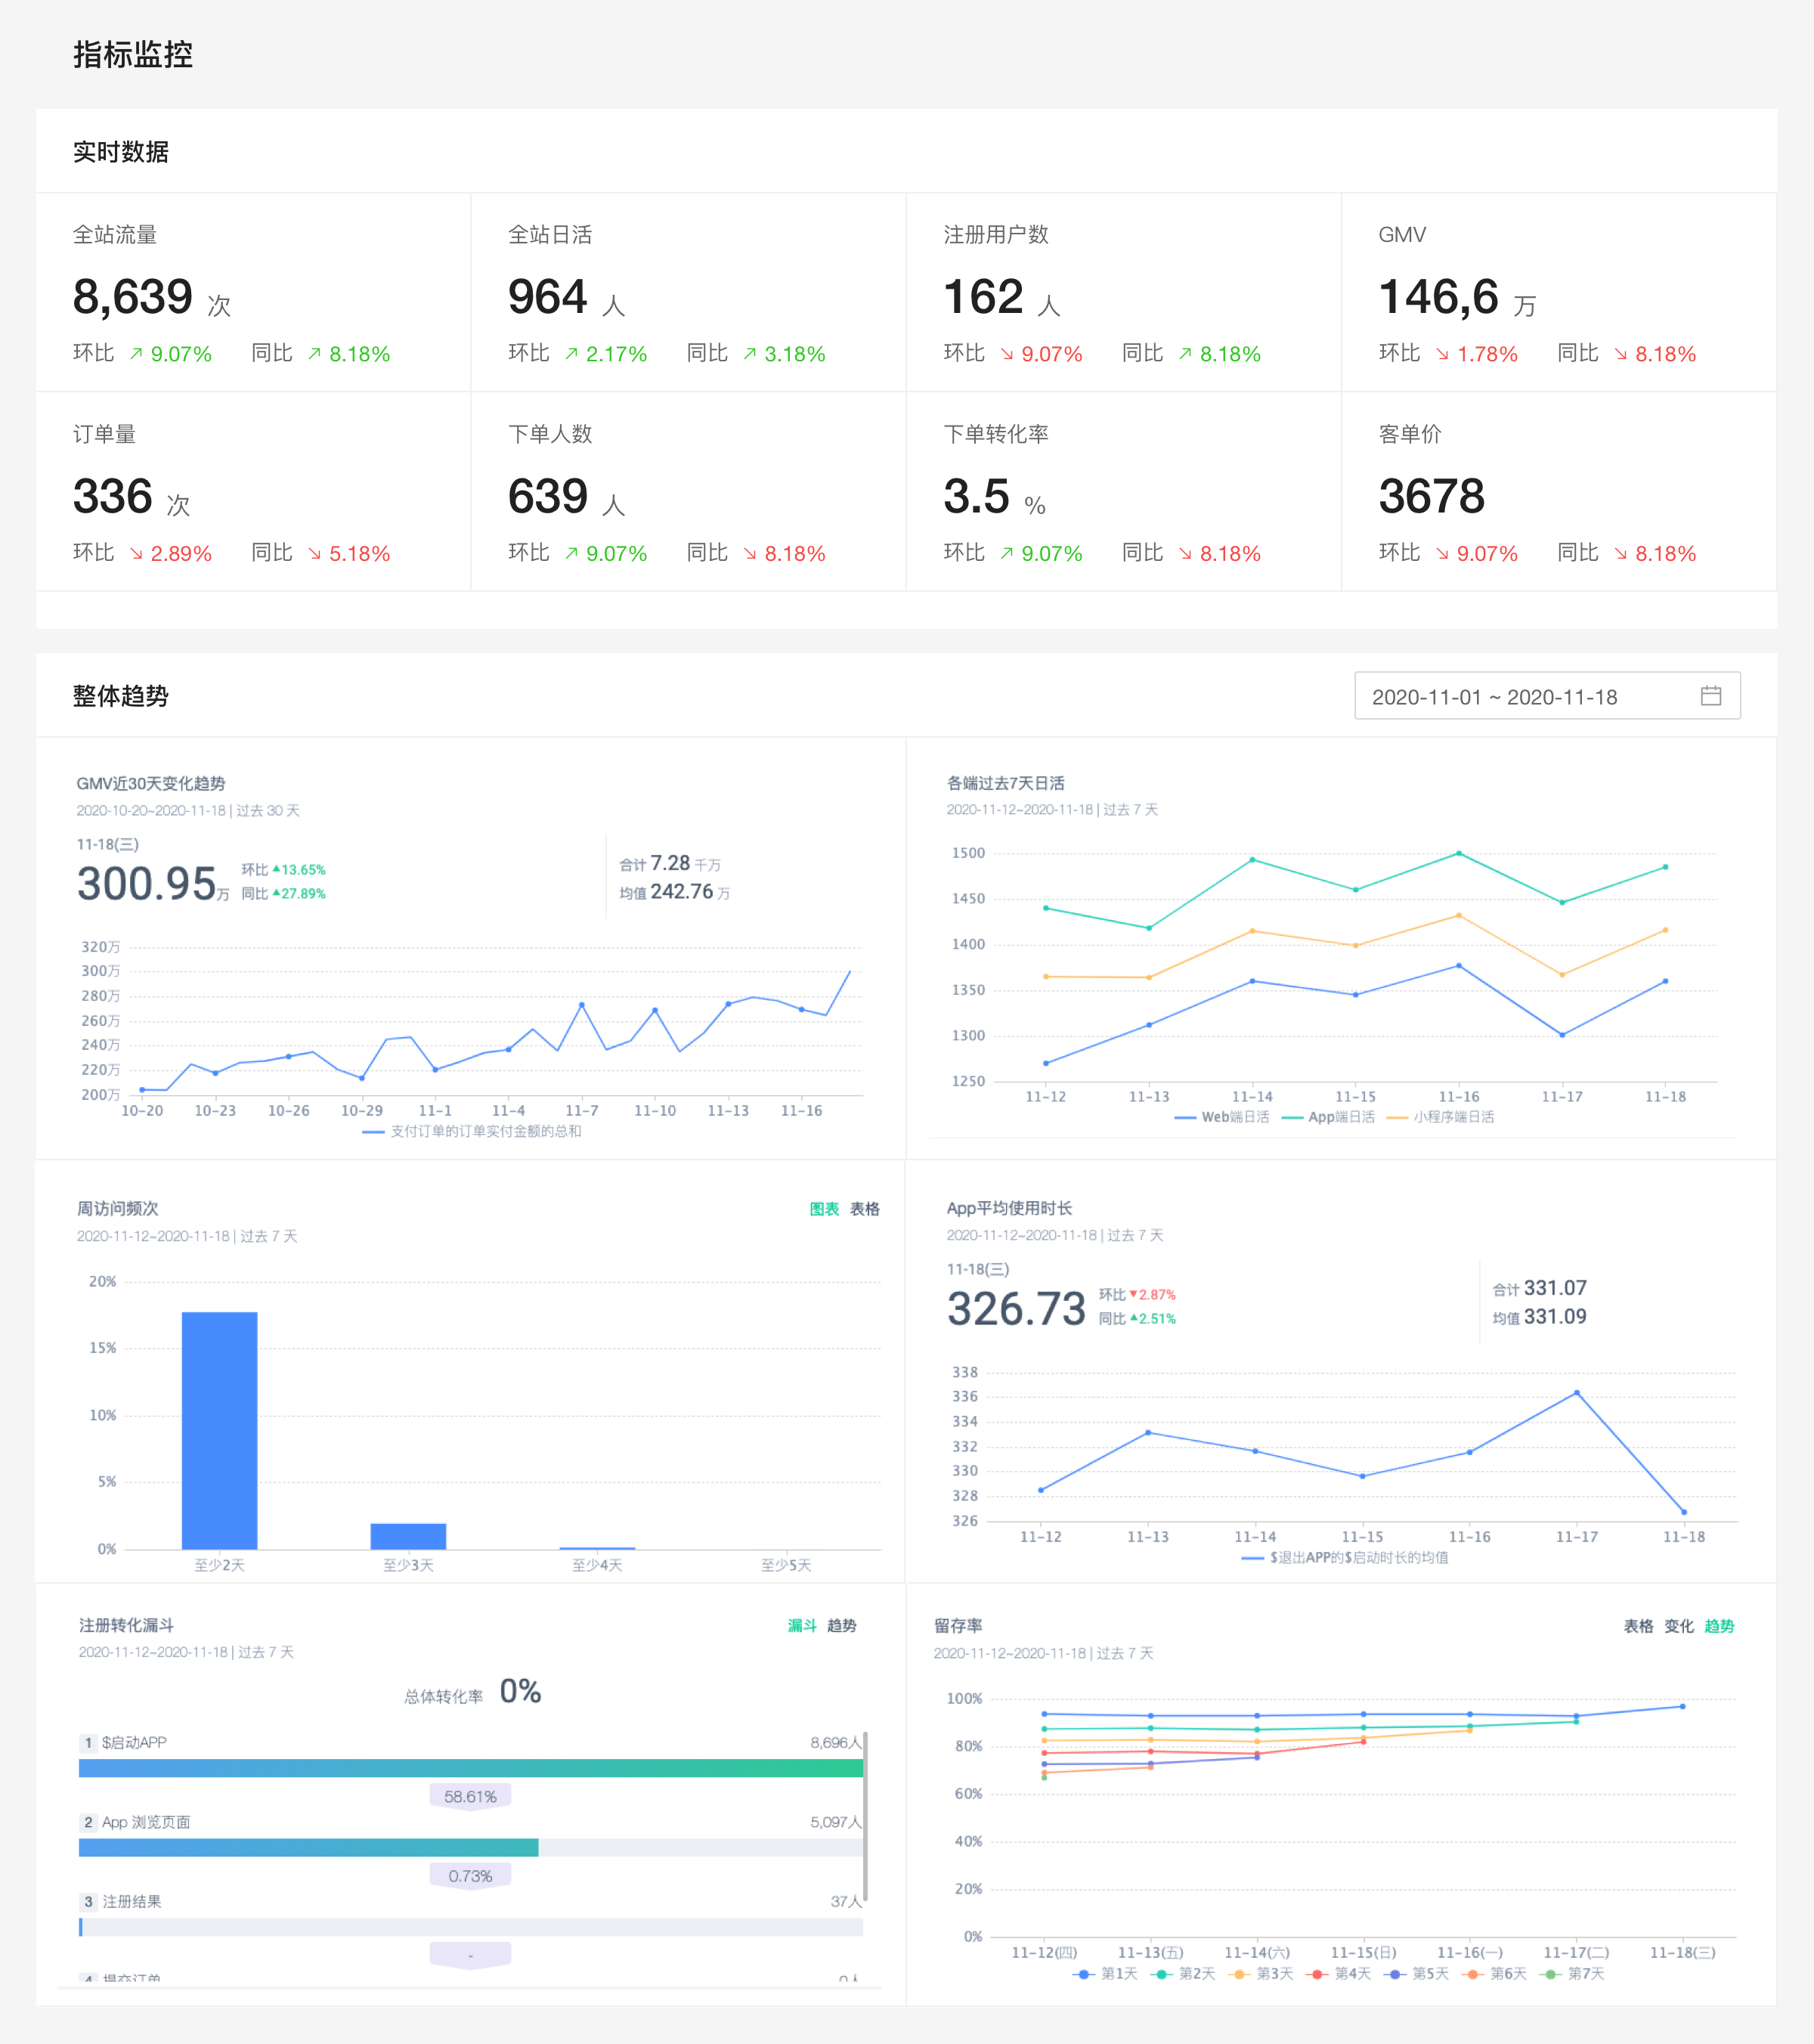 指标监控
实时数据
全站流量
8,639 次
环比 ↗ 9.07% 同比 ↗ 8.18%
全站日活
964 人
环比 ↗ 2.17% 同比 ↗ 3.18%
注册用户数
162 人
环比 ↘ 9.07% 同比 ↗ 8.18%
GMV
146,6 万
环比 ↘ 1.78% 同比 ↘ 8.18%
订单量
336 次
环比 ↘ 2.89% 同比 ↘ 5.18%
下单人数
639 人
环比 ↗ 9.07% 同比 ↘ 8.18%
下单转化率
3.5 %
环比 ↗ 9.07% 同比 ↘ 8.18%
客单价
3678
环比 ↘ 9.07% 同比 ↘ 8.18%
整体趋势
2020-11-01 ~ 2020-11-18
GMV近30天变化趋势
2020-10-20~2020-11-18 | 过去 30 天
11-18(三)
300.95万
环比 ▲13.65%
同比 ▲27.89%
合计 7.28 千万
均值 242.76 万
320万
300万
280万
260万
240万
220万
200万
10-20 10-23 10-26 10-29 11-1 11-4 11-7 11-10 11-13 11-16
支付订单的订单实付金额的总和
各端过去7天日活
2020-11-12~2020-11-18 | 过去 7 天
1500
1450
1400
1350
1300
1250
11-12 11-13 11-14 11-15 11-16 11-17 11-18
Web端日活 App端日活 小程序端日活
周访问频次
图表 表格
2020-11-12~2020-11-18 | 过去 7 天
20%
15%
10%
5%
0%
至少2天 至少3天 至少4天 至少5天
App平均使用时长
2020-11-12~2020-11-18 | 过去 7 天
11-18(三)
326.73
环比 ▼2.87%
同比 ▲2.51%
合计 331.07
均值 331.09
338
336
334
332
330
328
326
11-12 11-13 11-14 11-15 11-16 11-17 11-18
$退出APP的$启动时长的均值
注册转化漏斗
漏斗 趋势
2020-11-12~2020-11-18 | 过去 7 天
总体转化率 0%
1 $启动APP 8,696人
58.61%
2 App 浏览页面 5,097人
0.73%
3 注册结果 37人
-
4 提交订单 0人
留存率
表格 变化 趋势
2020-11-12~2020-11-18 | 过去 7 天
100%
80%
60%
40%
20%
0%
11-12(四) 11-13(五) 11-14(六) 11-15(日) 11-16(一) 11-17(二) 11-18(三)
第1天 第2天 第3天 第4天 第5天 第6天 第7天